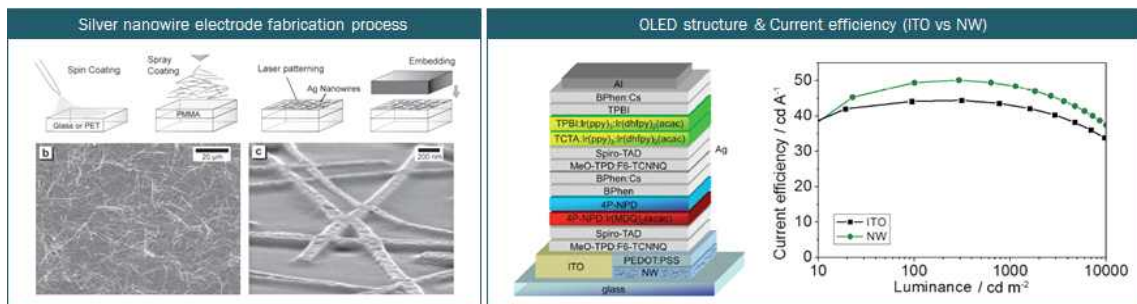 Silver nanowire electrode fabrication process
Spin Coating
Glass or PET
Spray
Coating
PMMA
Laser patterning
Ag Nanowires
Embedding
b
20 µm
c
200 nm
OLED structure & Current efficiency (ITO vs NW)
Al
BPhen:Cs
TPBI
TPBI:Ir(ppy)3:Ir(dhfpy)2(acac)
TCTA:Ir(ppy)3:Ir(dhfpy)2(acac)
Spiro-TAD
MeO-TPD:F6-TCNNQ
BPhen:Cs
BPhen
4P-NPD
4P-NPD:Ir(MDQ)2(acac)
Spiro-TAD
MeO-TPD:F6-TCNNQ
ITO
PEDOT:PSS
NW
glass
Ag
Current efficiency / cd A-1
50
40
30
20
10
0
ITO
NW
10
100
1000
10000
Luminance / cd m-2